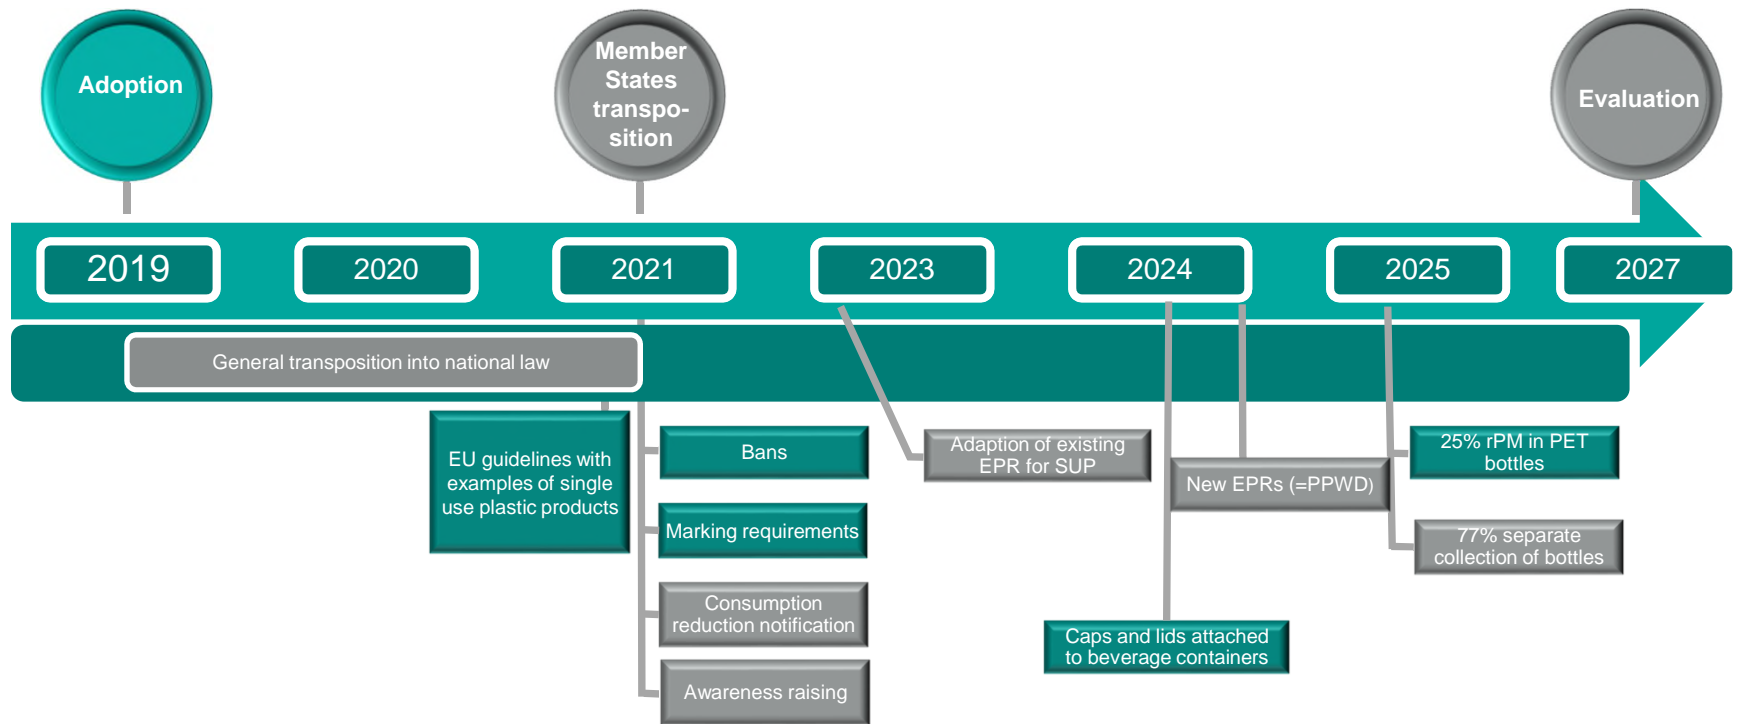 Adoption
Member
States
transpo-
sition
Evaluation
2019
2020
2021
2023
2024
2025
2027
General transposition into national law
EU guidelines with
examples of single
use plastic products
Bans
Marking requirements
Consumption
reduction notification
Awareness raising
Adaption of existing
EPR for SUP
New EPRs (=PPWD)
Caps and lids attached
to beverage containers
25% rPM in PET
bottles
77% separate
collection of bottles